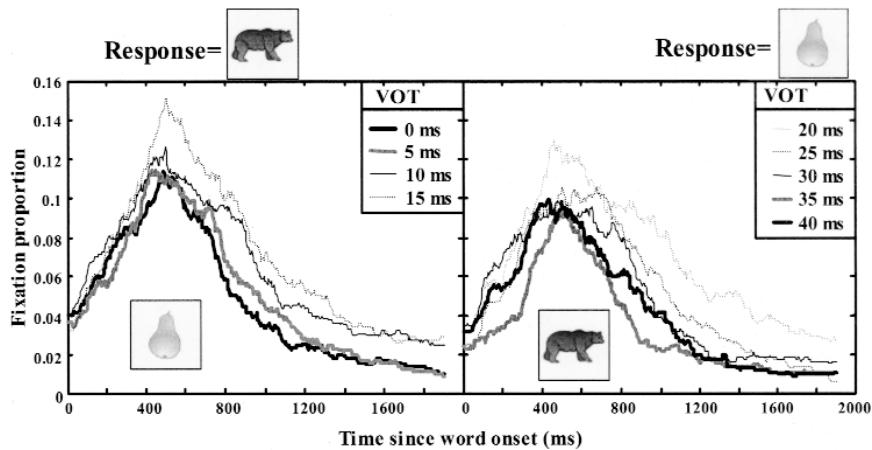 Response=
Response=
Fixation proportion
0.16
0.14
0.12
0.10
0.08
0.06
0.04
0.02
0
VOT
0 ms
5 ms
10 ms
15 ms
VOT
20 ms
25 ms
30 ms
35 ms
40 ms
0 400 800 1200 1600 0 400 800 1200 1600 2000
Time since word onset (ms)